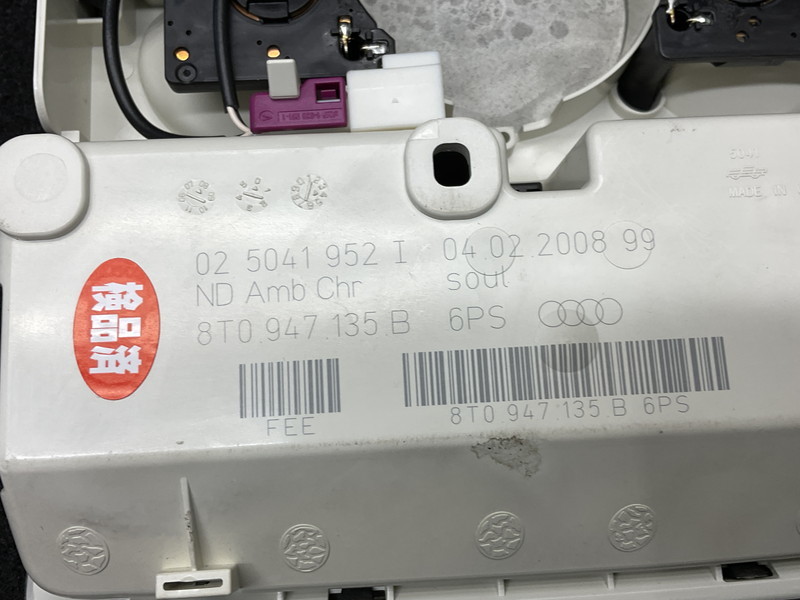 5041
MADE IN
02 5041 952 I 04.02.2008 99
ND Amb Chr soul
8T0.947.135.B 6PS
検品済
FEE
8T0 947 135 B 6PS